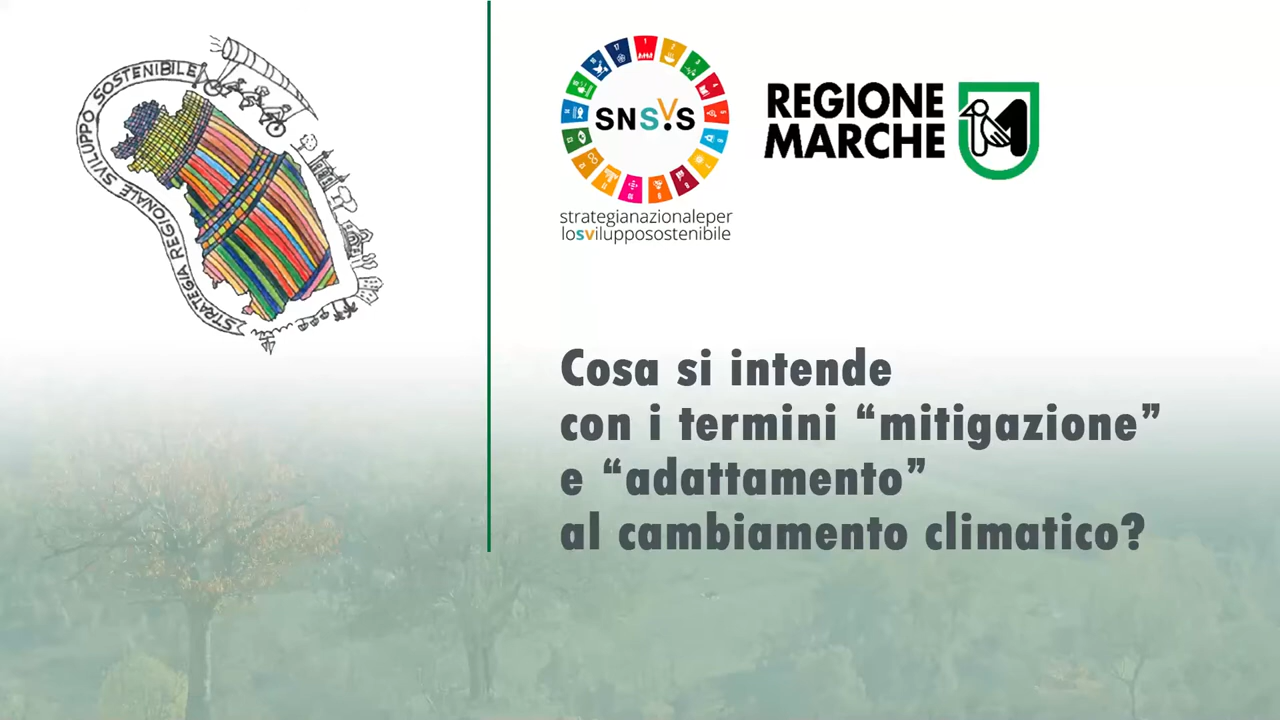 STRATEGIA REGIONALE SVILUPPO SOSTENIBILE
SNSVS
strategianazionaleper
losvilupposostenibile
REGIONE
MARCHE
Cosa si intende
con i termini “mitigazione”
e “adattamento”
al cambiamento climatico?